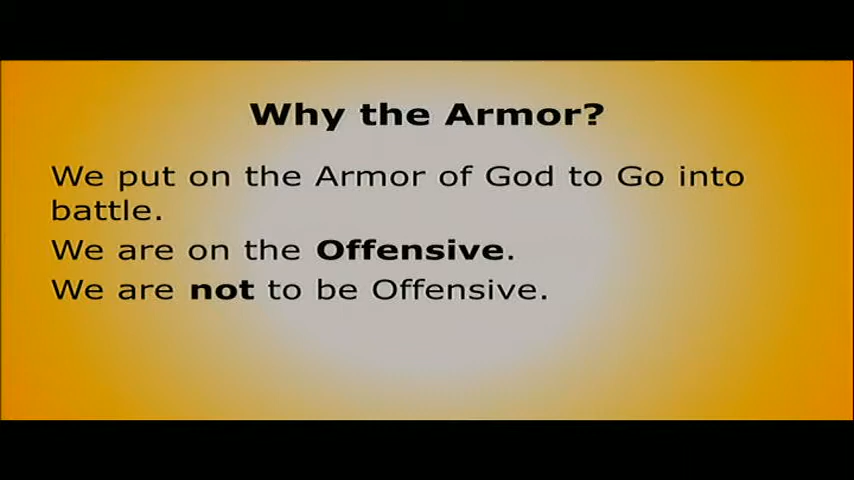 Why the Armor?
We put on the Armor of God to Go into
battle.
We are on the Offensive.
We are not to be Offensive.